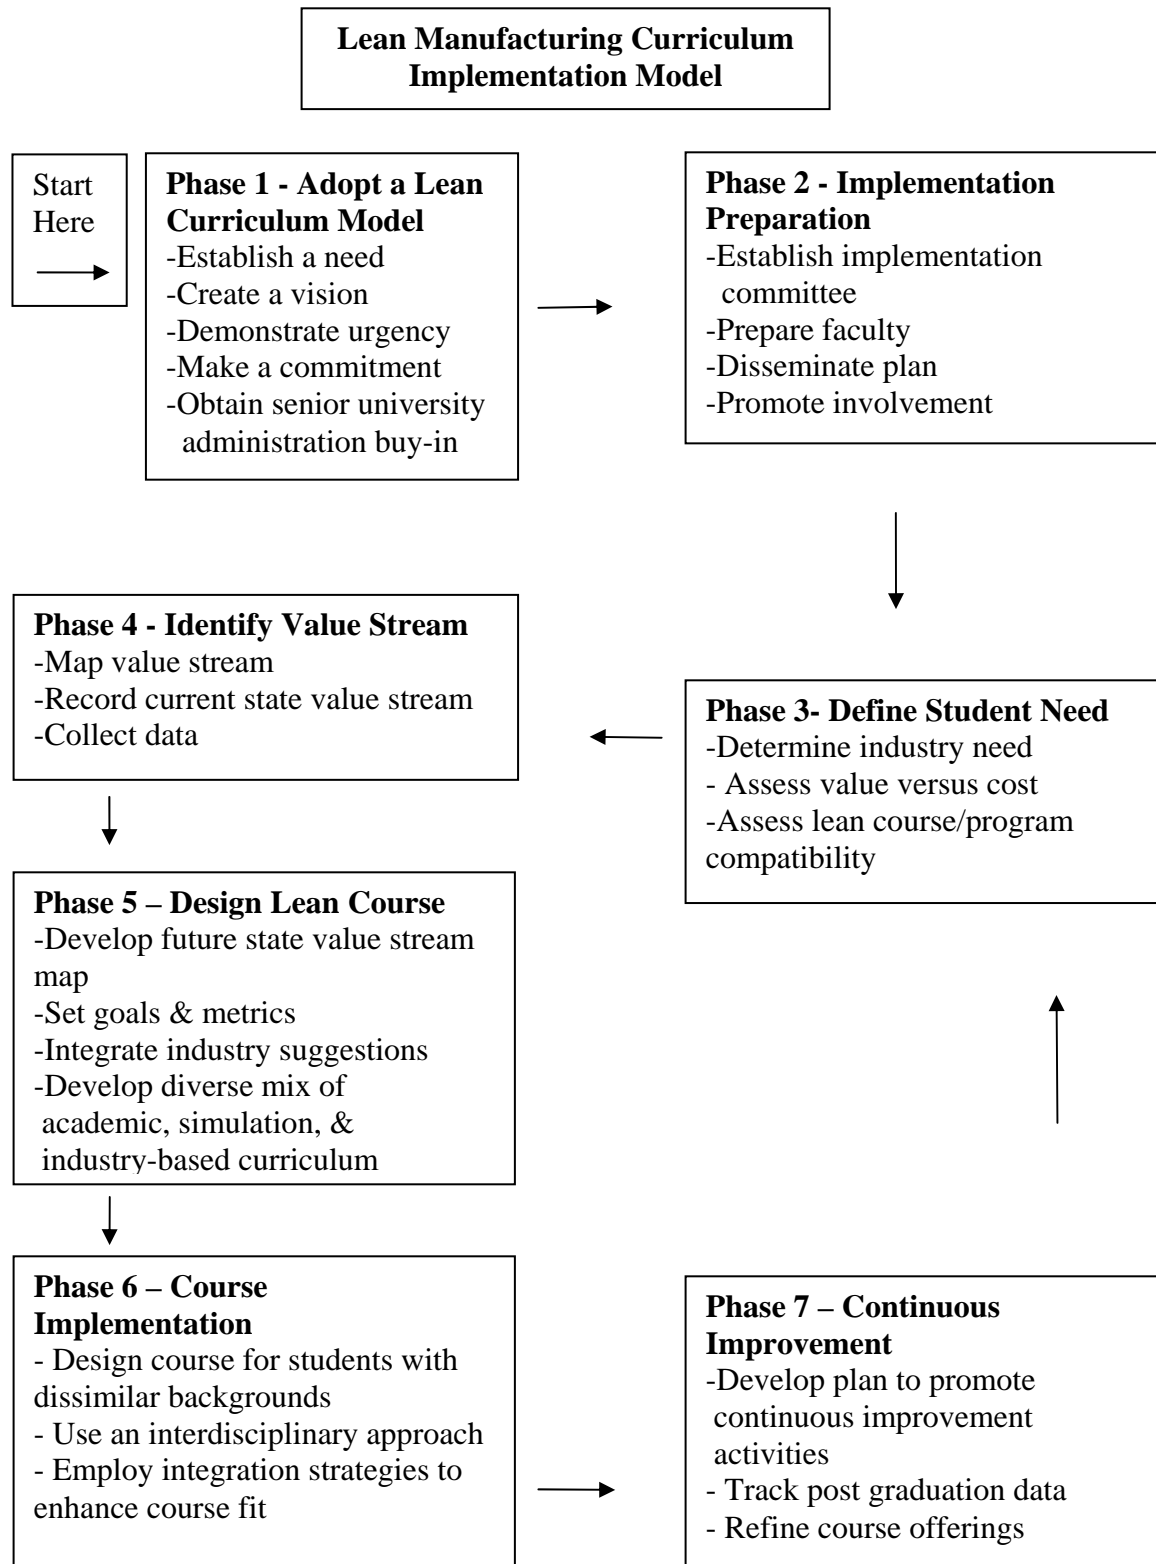 Lean Manufacturing Curriculum
Implementation Model
Start
Here
Phase 1 - Adopt a Lean
Curriculum Model
-Establish a need
-Create a vision
-Demonstrate urgency
-Make a commitment
-Obtain senior university
administration buy-in
Phase 2 - Implementation
Preparation
-Establish implementation
committee
-Prepare faculty
-Disseminate plan
-Promote involvement
Phase 3- Define Student Need
-Determine industry need
- Assess value versus cost
-Assess lean course/program
compatibility
Phase 4 - Identify Value Stream
-Map value stream
-Record current state value stream
-Collect data
Phase 5 – Design Lean Course
-Develop future state value stream
map
-Set goals & metrics
-Integrate industry suggestions
-Develop diverse mix of
academic, simulation, &
industry-based curriculum
Phase 6 – Course
Implementation
- Design course for students with
dissimilar backgrounds
- Use an interdisciplinary approach
- Employ integration strategies to
enhance course fit
Phase 7 – Continuous
Improvement
-Develop plan to promote
continuous improvement
activities
- Track post graduation data
- Refine course offerings